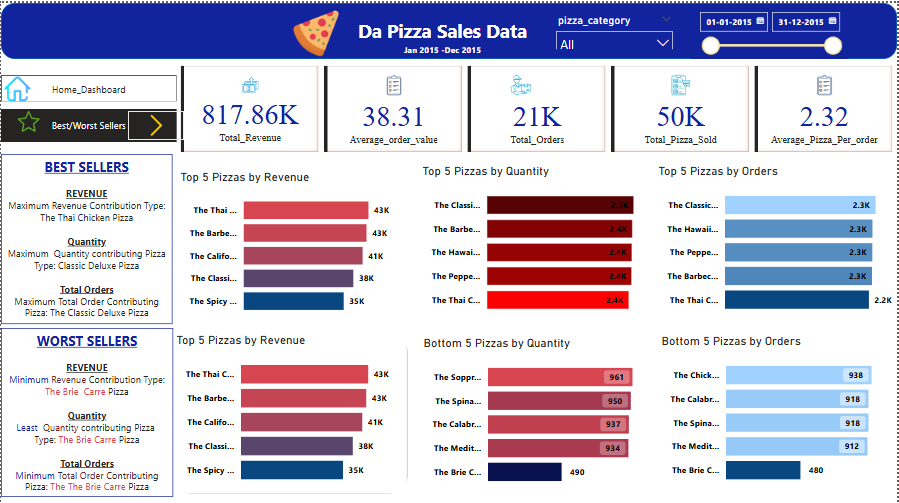 Da Pizza Sales Data
Jan 2015 -Dec 2015
pizza_category
All
01-01-2015
31-12-2015
Home_Dashboard
Best/Worst Sellers
817.86K
Total_Revenue
38.31
Average_order_value
21K
Total_Orders
50K
Total_Pizza_Sold
2.32
Average_Pizza_Per_order
BEST SELLERS
REVENUE
Maximum Revenue Contribution Type:
The Thai Chicken Pizza
Quantity
Maximum Quantity contributing Pizza
Type: Classic Deluxe Pizza
Total Orders
Maximum Total Order Contributing
Pizza: The Classic Deluxe Pizza
Top 5 Pizzas by Revenue
The Thai ... 43K
The Barbe... 43K
The Califo... 41K
The Classi... 38K
The Spicy ... 35K
Top 5 Pizzas by Quantity
The Classi... 2.5K
The Barbe... 2.4K
The Hawai... 2.4K
The Peppe... 2.4K
The Thai C... 2.4K
Top 5 Pizzas by Orders
The Classic... 2.3K
The Hawaii... 2.3K
The Peppe... 2.3K
The Barbec... 2.3K
The Thai C... 2.2K
WORST SELLERS
REVENUE
Minimum Revenue Contribution Type:
The Brie Carre Pizza
Quantity
Least Quantity contributing Pizza
Type: The Brie Carre Pizza
Total Orders
Minimum Total Order Contributing
Pizza: The The Brie Carre Pizza
Top 5 Pizzas by Revenue
The Thai C... 43K
The Barbe... 43K
The Califo... 41K
The Classi... 38K
The Spicy ... 35K
Bottom 5 Pizzas by Quantity
The Soppr... 961
The Spina... 950
The Calabr... 937
The Medit... 934
The Brie C... 490
Bottom 5 Pizzas by Orders
The Chick... 938
The Calabr... 918
The Spina... 918
The Medit... 912
The Brie C... 480